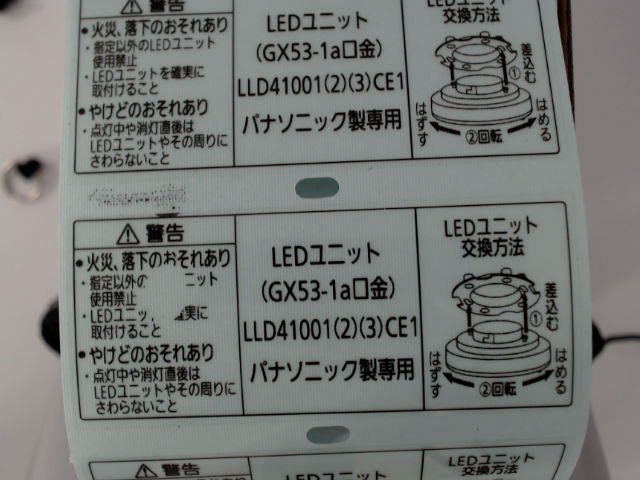 警告
●火災、落下のおそれあり
・指定以外のLEDユニット
使用禁止
・LEDユニットを確実に
取付けること
●やけどのおそれあり
・点灯中や消灯直後は
LEDユニットやその周りに
さわらないこと
LEDユニット
(GX53-1a口金)
LLD41001(2)(3)CE1
パナソニック製専用
LEDユニット
交換方法
差込む
①
はずす
はめる
②回転
警告
●火災、落下のおそれあり
・指定以外の ニット
使用禁止
・LEDユニ 確実に
取付けること
●やけどのおそれあり
・点灯中や消灯直後は
LEDユニットやその周りに
さわらないこと
LEDユニット
(GX53-1a口金)
LLD41001(2)(3)CE1
パナソニック製専用
LEDユニット
交換方法
差込む
①
はずす
はめる
②回転
警告
LEDユニット
LEDユニット
交換方法